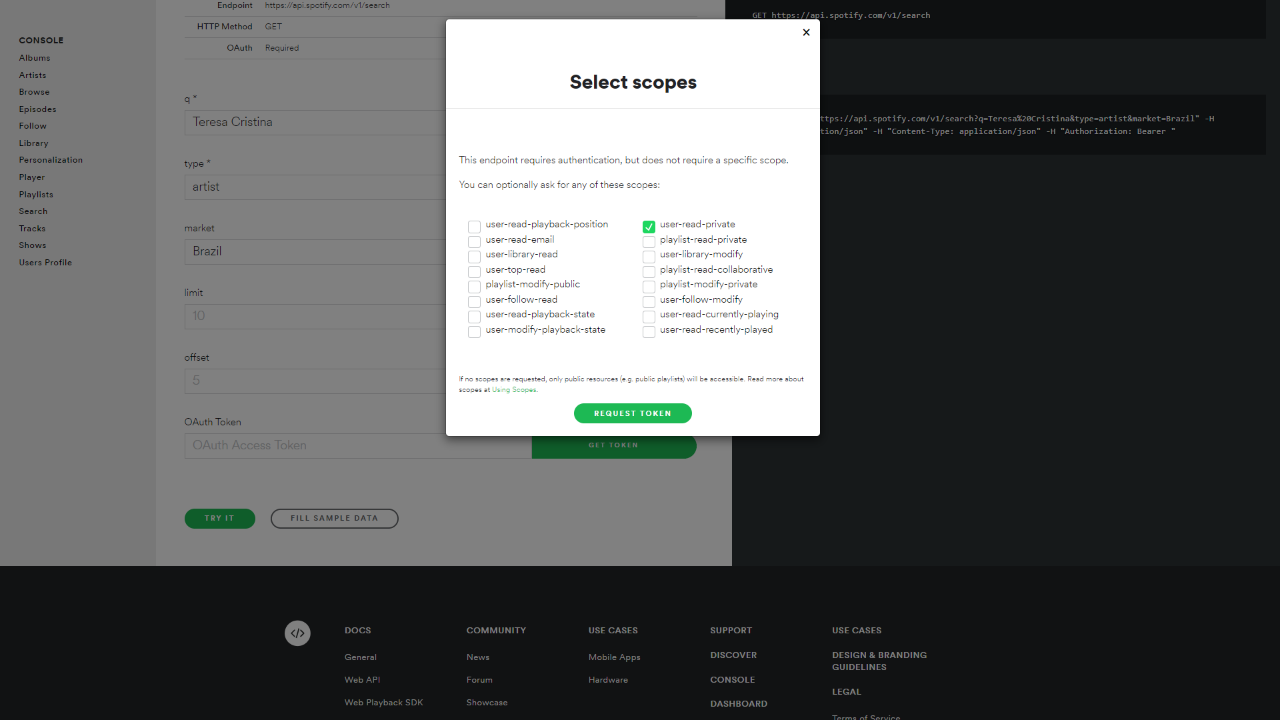 Endpoint https://api.spotify.com/v1/search
HTTP Method GET
OAuth Required
GET https://api.spotify.com/v1/search
CONSOLE
Albums
Artists
Browse
Episodes
Follow
Library
Personalization
Player
Playlists
Search
Tracks
Shows
Users Profile
q *
Teresa Cristina
type *
artist
market
Brazil
limit
10
offset
5
OAuth Token
OAuth Access Token
GET TOKEN
TRY IT
FILL SAMPLE DATA
×
Select scopes
This endpoint requires authentication, but does not require a specific scope.
You can optionally ask for any of these scopes:
user-read-playback-position
user-read-email
user-library-read
user-top-read
playlist-modify-public
user-follow-read
user-read-playback-state
user-modify-playback-state
user-read-private
playlist-read-private
user-library-modify
playlist-read-collaborative
playlist-modify-private
user-follow-modify
user-read-currently-playing
user-read-recently-played
If no scopes are requested, only public resources (e.g. public playlists) will be accessible. Read more about
scopes at Using Scopes.
REQUEST TOKEN
ttps://api.spotify.com/v1/search?q=Teresa%20Cristina&type=artist&market=Brazil" -H
tion/json" -H "Content-Type: application/json" -H "Authorization: Bearer "
</>
DOCS
General
Web API
Web Playback SDK
COMMUNITY
News
Forum
Showcase
USE CASES
Mobile Apps
Hardware
SUPPORT
DISCOVER
CONSOLE
DASHBOARD
USE CASES
DESIGN & BRANDING
GUIDELINES
LEGAL
Terms of Service